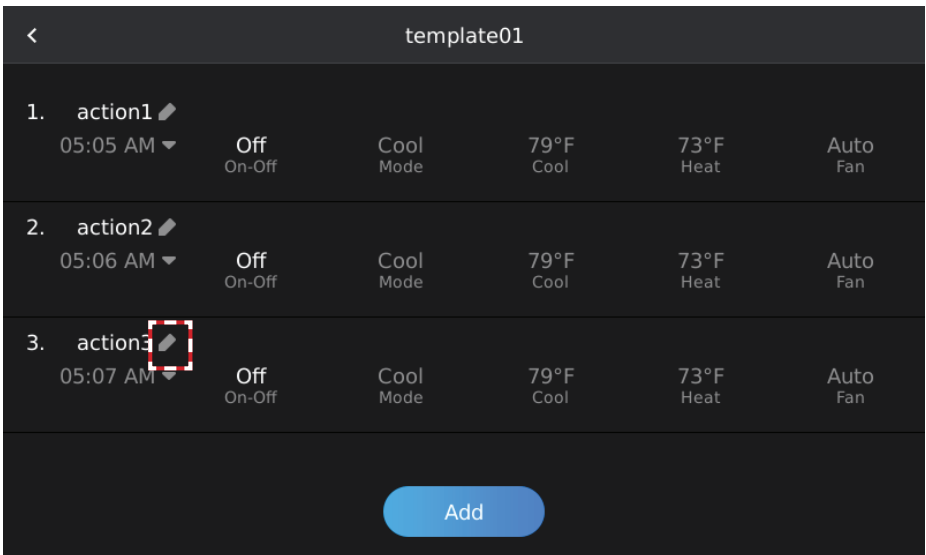 template01
1. action1
05:05 AM Off Cool 79°F 73°F Auto
On-Off Mode Cool Heat Fan
2. action2
05:06 AM Off Cool 79°F 73°F Auto
On-Off Mode Cool Heat Fan
3. action3
05:07 AM Off Cool 79°F 73°F Auto
On-Off Mode Cool Heat Fan
Add